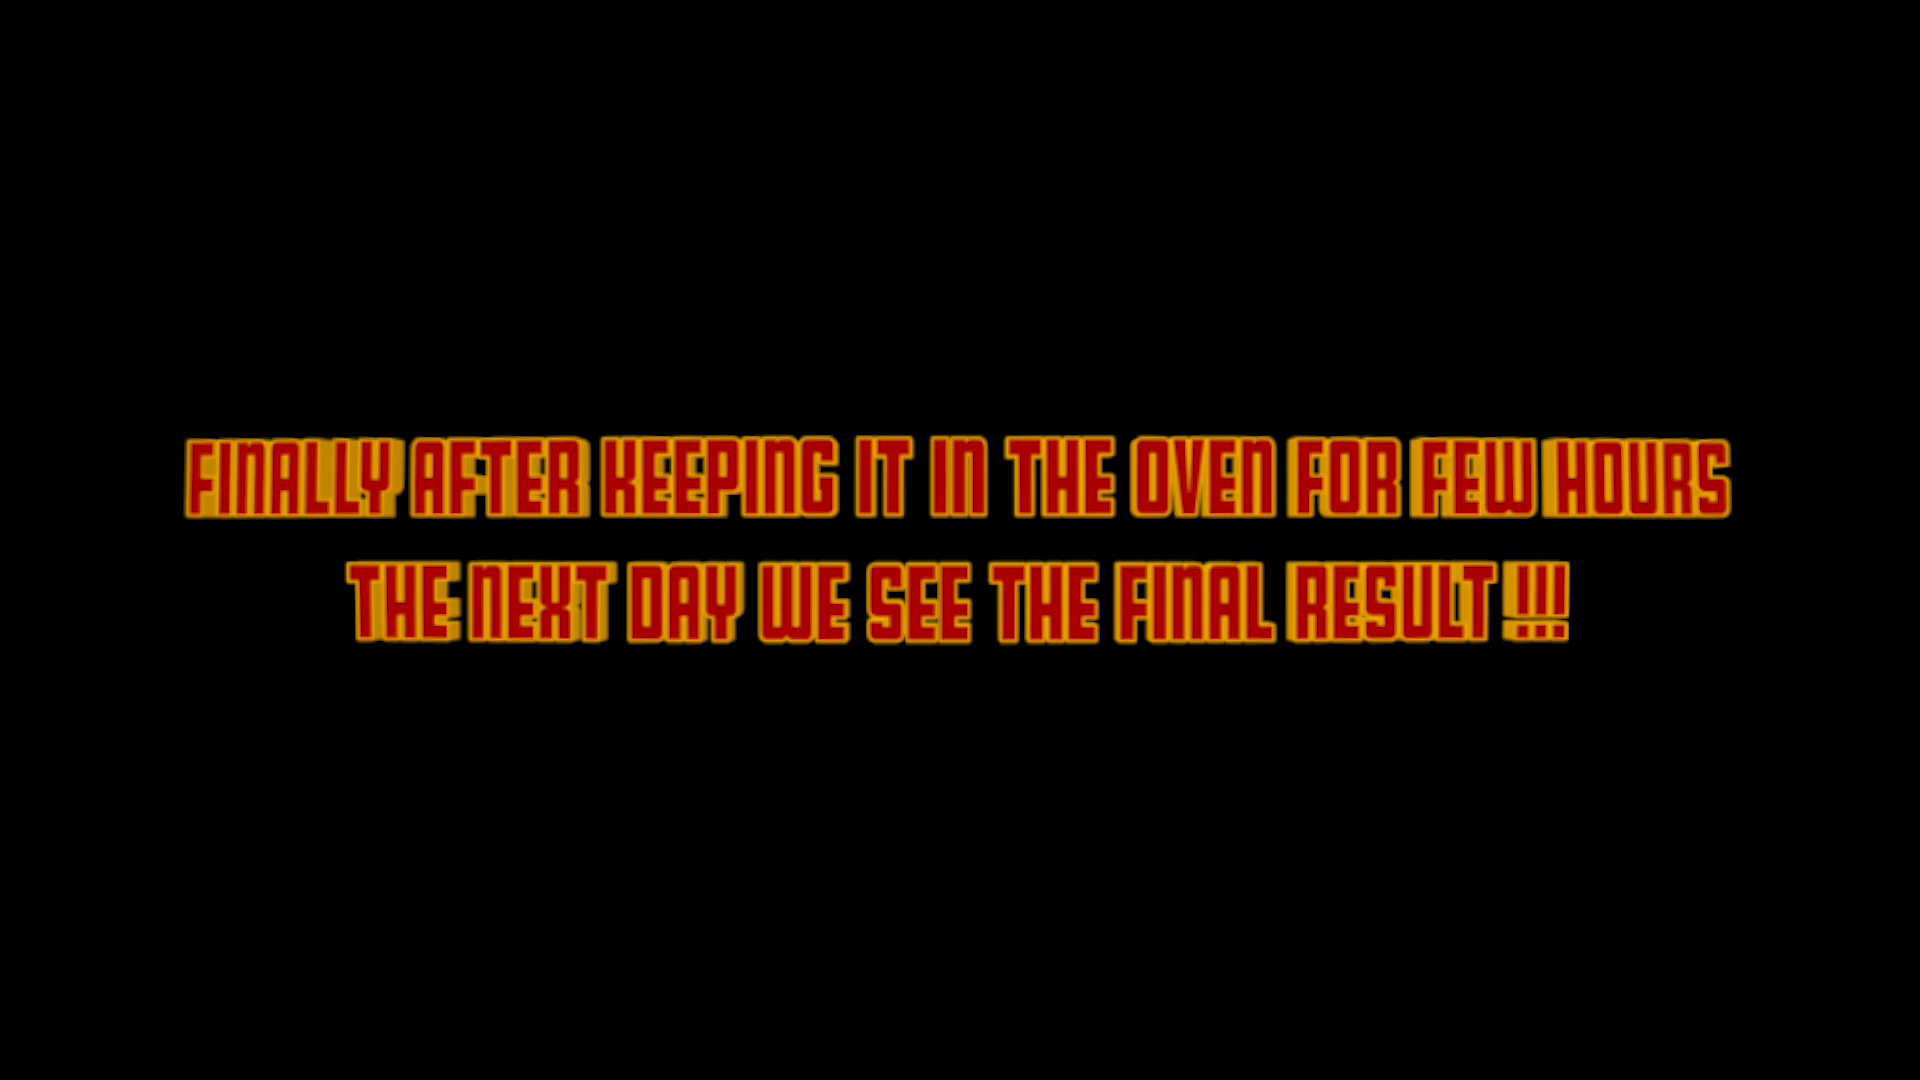 FINALLY AFTER KEEPING IT IN THE OVEN FOR FEW HOURS
THE NEXT DAY WE SEE THE FINAL RESULT !!!